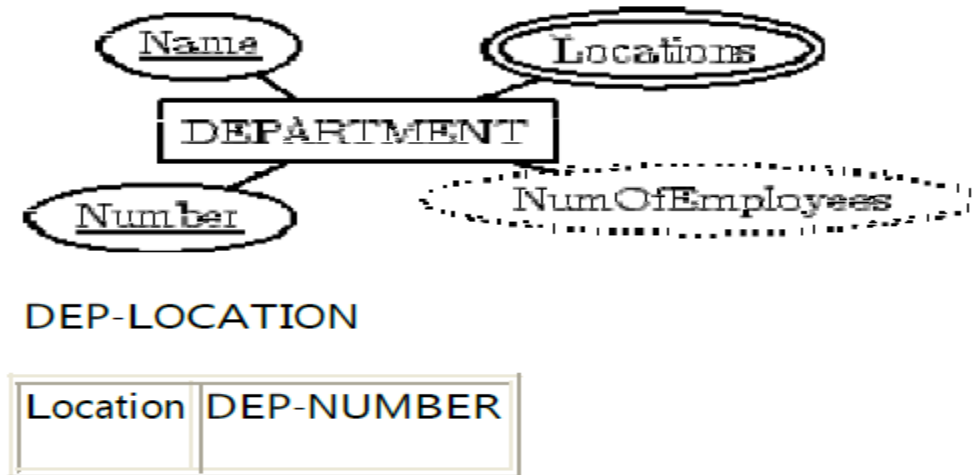 Name
Locations
DEPARTMENT
Number
NumOfEmployees
DEP-LOCATION
Location DEP-NUMBER